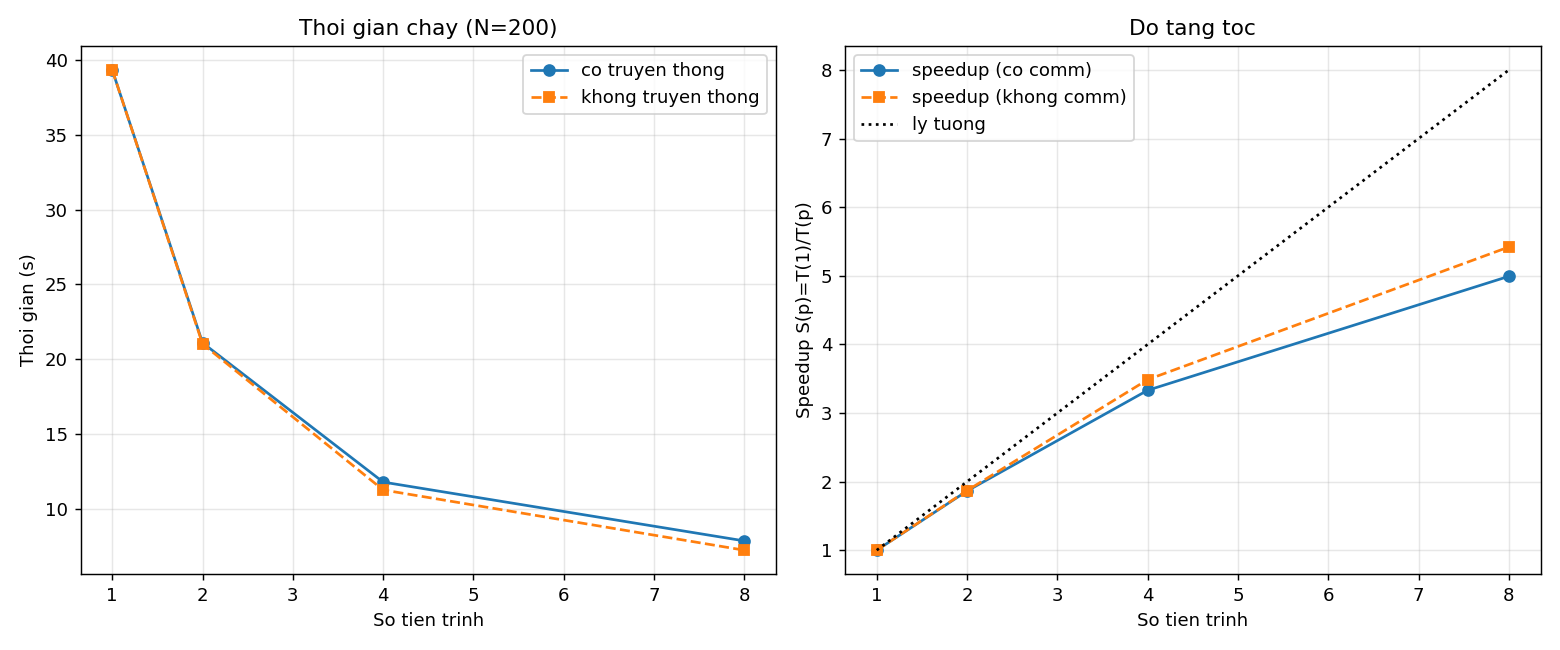 Thoi gian chay (N=200)
40
35
30
25
20
15
10
Thoi gian (s)
co truyen thong
khong truyen thong
1 2 3 4 5 6 7 8
So tien trinh
Do tang toc
8
7
6
5
4
3
2
1
Speedup S(p)=T(1)/T(p)
speedup (co comm)
speedup (khong comm)
ly tuong
1 2 3 4 5 6 7 8
So tien trinh